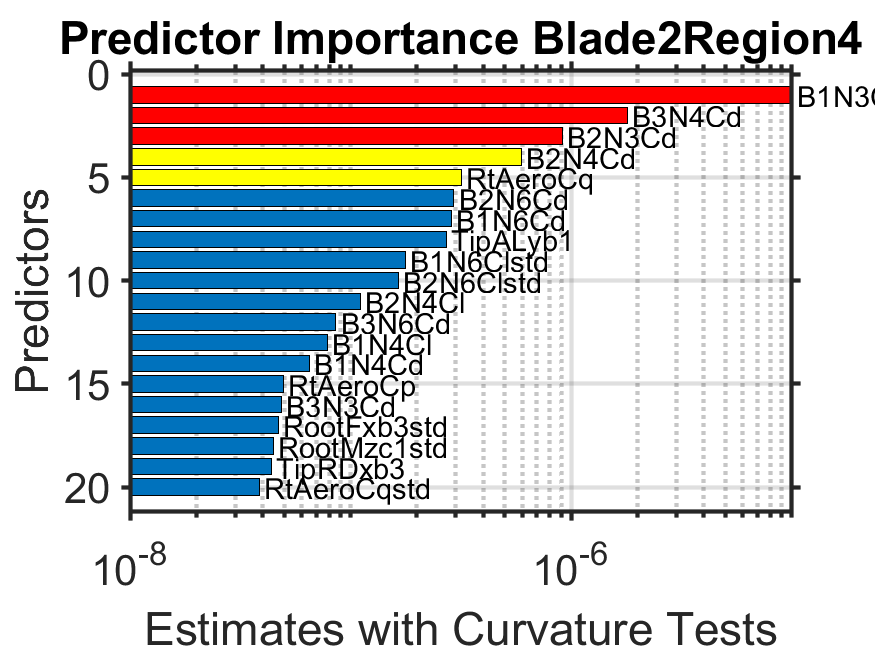 Predictor Importance Blade2Region4
0
5
10
15
20
Predictors
B1N3C
B3N4Cd
B2N3Cd
B2N4Cd
RtAeroCq
B2N6Cd
B1N6Cd
TipALyb1
B1N6Clstd
B2N6Clstd
B2N4Cl
B3N6Cd
B1N4Cl
B1N4Cd
RtAeroCp
B3N3Cd
RootFxb3std
RootMzc1std
TipRDxb3
RtAeroCqstd
10^-8 10^-6
Estimates with Curvature Tests